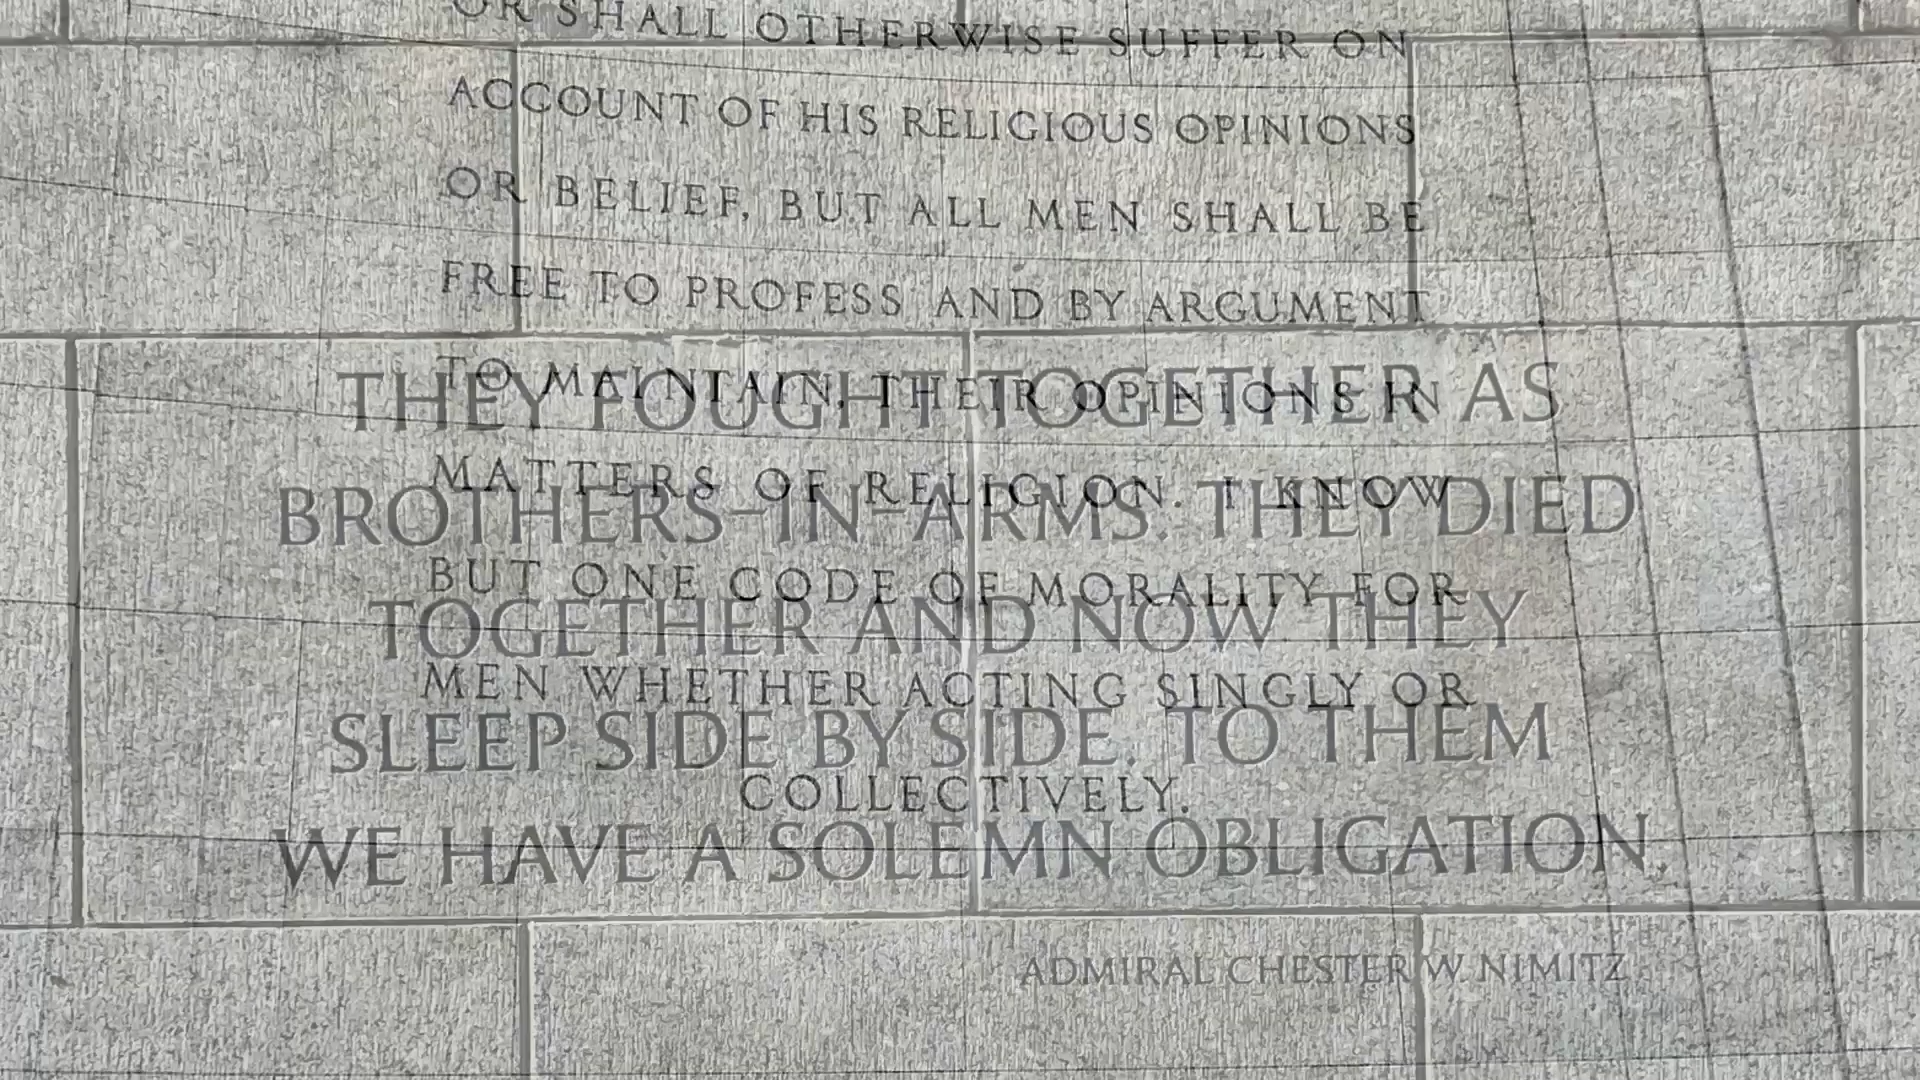 OR SHALL OTHERWISE SUFFER ON
ACCOUNT OF HIS RELIGIOUS OPINIONS
OR BELIEF, BUT ALL MEN SHALL BE
FREE TO PROFESS AND BY ARGUMENT
TO MAINTAIN, THEIR OPINIONS IN
MATTERS OF RELIGION. I KNOW
BUT ONE CODE OF MORALITY FOR
MEN WHETHER ACTING SINGLY OR
COLLECTIVELY.
THEY FOUGHT TOGETHER AS
BROTHERS-IN-ARMS. THEY DIED
TOGETHER AND NOW THEY
SLEEP SIDE BY SIDE. TO THEM
WE HAVE A SOLEMN OBLIGATION.
ADMIRAL CHESTER W. NIMITZ